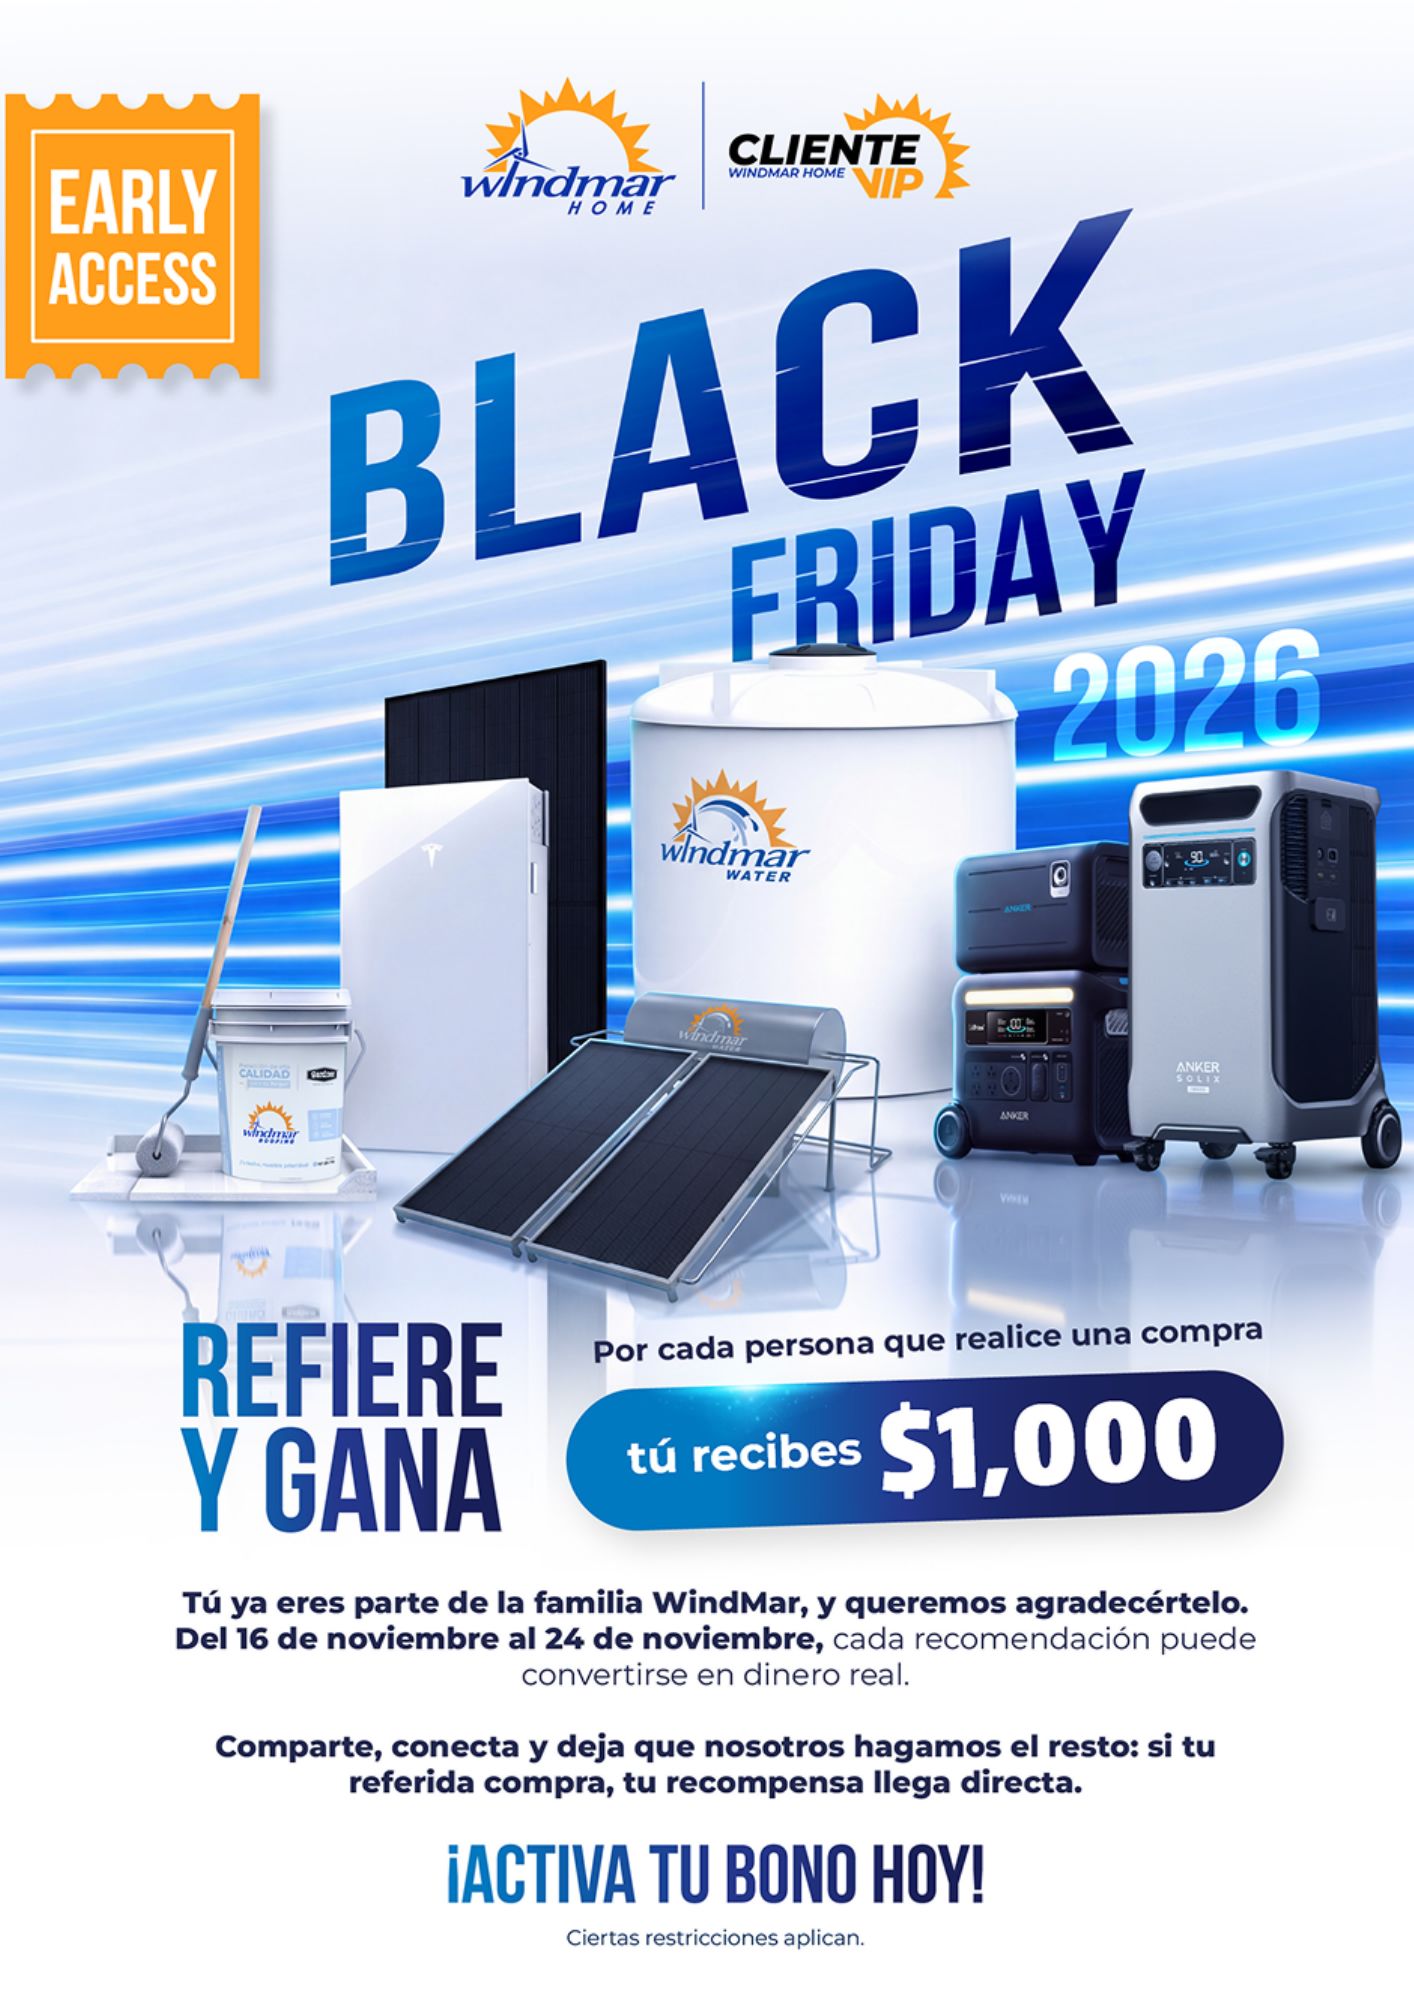 EARLY
ACCESS
windmar
HOME
CLIENTE
WINDMAR HOME
VIP
BLACK
FRIDAY
2026
windmar
WATER
ANKER
90
ANKER
SOLIX
ANKER
windmar
WATER
CALIDAD
Gardner
windmar
ROOFING
REFIERE
Y GANA
Por cada persona que realice una compra
tú recibes $1,000
Tú ya eres parte de la familia WindMar, y queremos agradecértelo.
Del 16 de noviembre al 24 de noviembre, cada recomendación puede
convertirse en dinero real.
Comparte, conecta y deja que nosotros hagamos el resto: si tu
referida compra, tu recompensa llega directa.
¡ACTIVA TU BONO HOY!
Ciertas restricciones aplican.